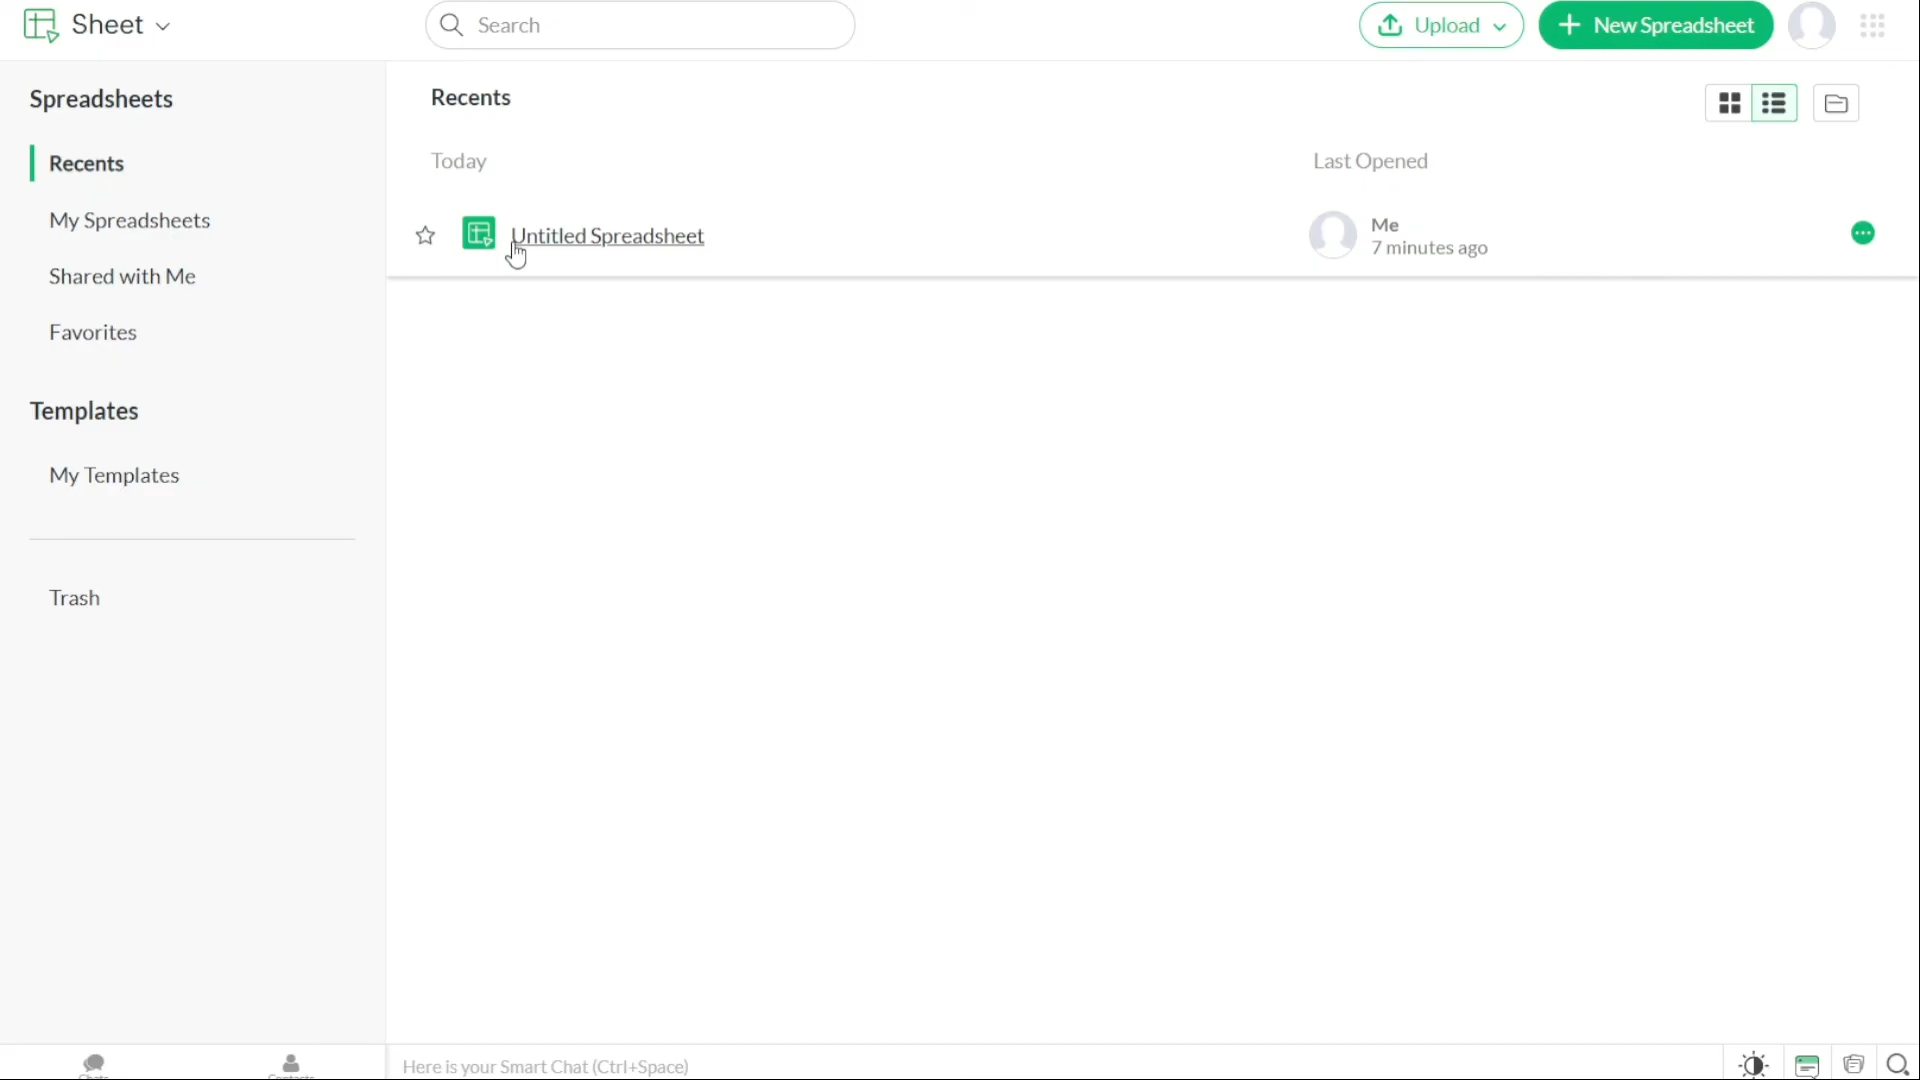 Sheet
Search
Upload
New Spreadsheet
Spreadsheets
Recents
My Spreadsheets
Shared with Me
Favorites
Templates
My Templates
Trash
Recents
Today
Last Opened
Untitled Spreadsheet
Me
7 minutes ago
Here is your Smart Chat (Ctrl+Space)